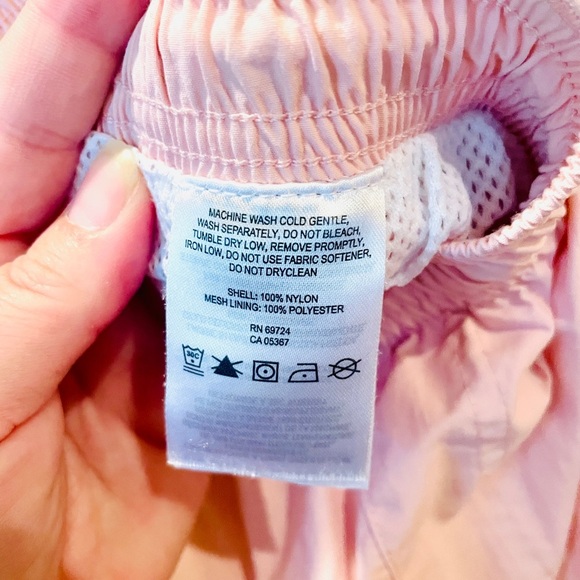 MACHINE WASH COLD GENTLE,
WASH SEPARATELY, DO NOT BLEACH,
TUMBLE DRY LOW, REMOVE PROMPTLY,
IRON LOW, DO NOT USE FABRIC SOFTENER,
DO NOT DRYCLEAN
SHELL: 100% NYLON
MESH LINING: 100% POLYESTER
RN 69724
CA 05367
30C